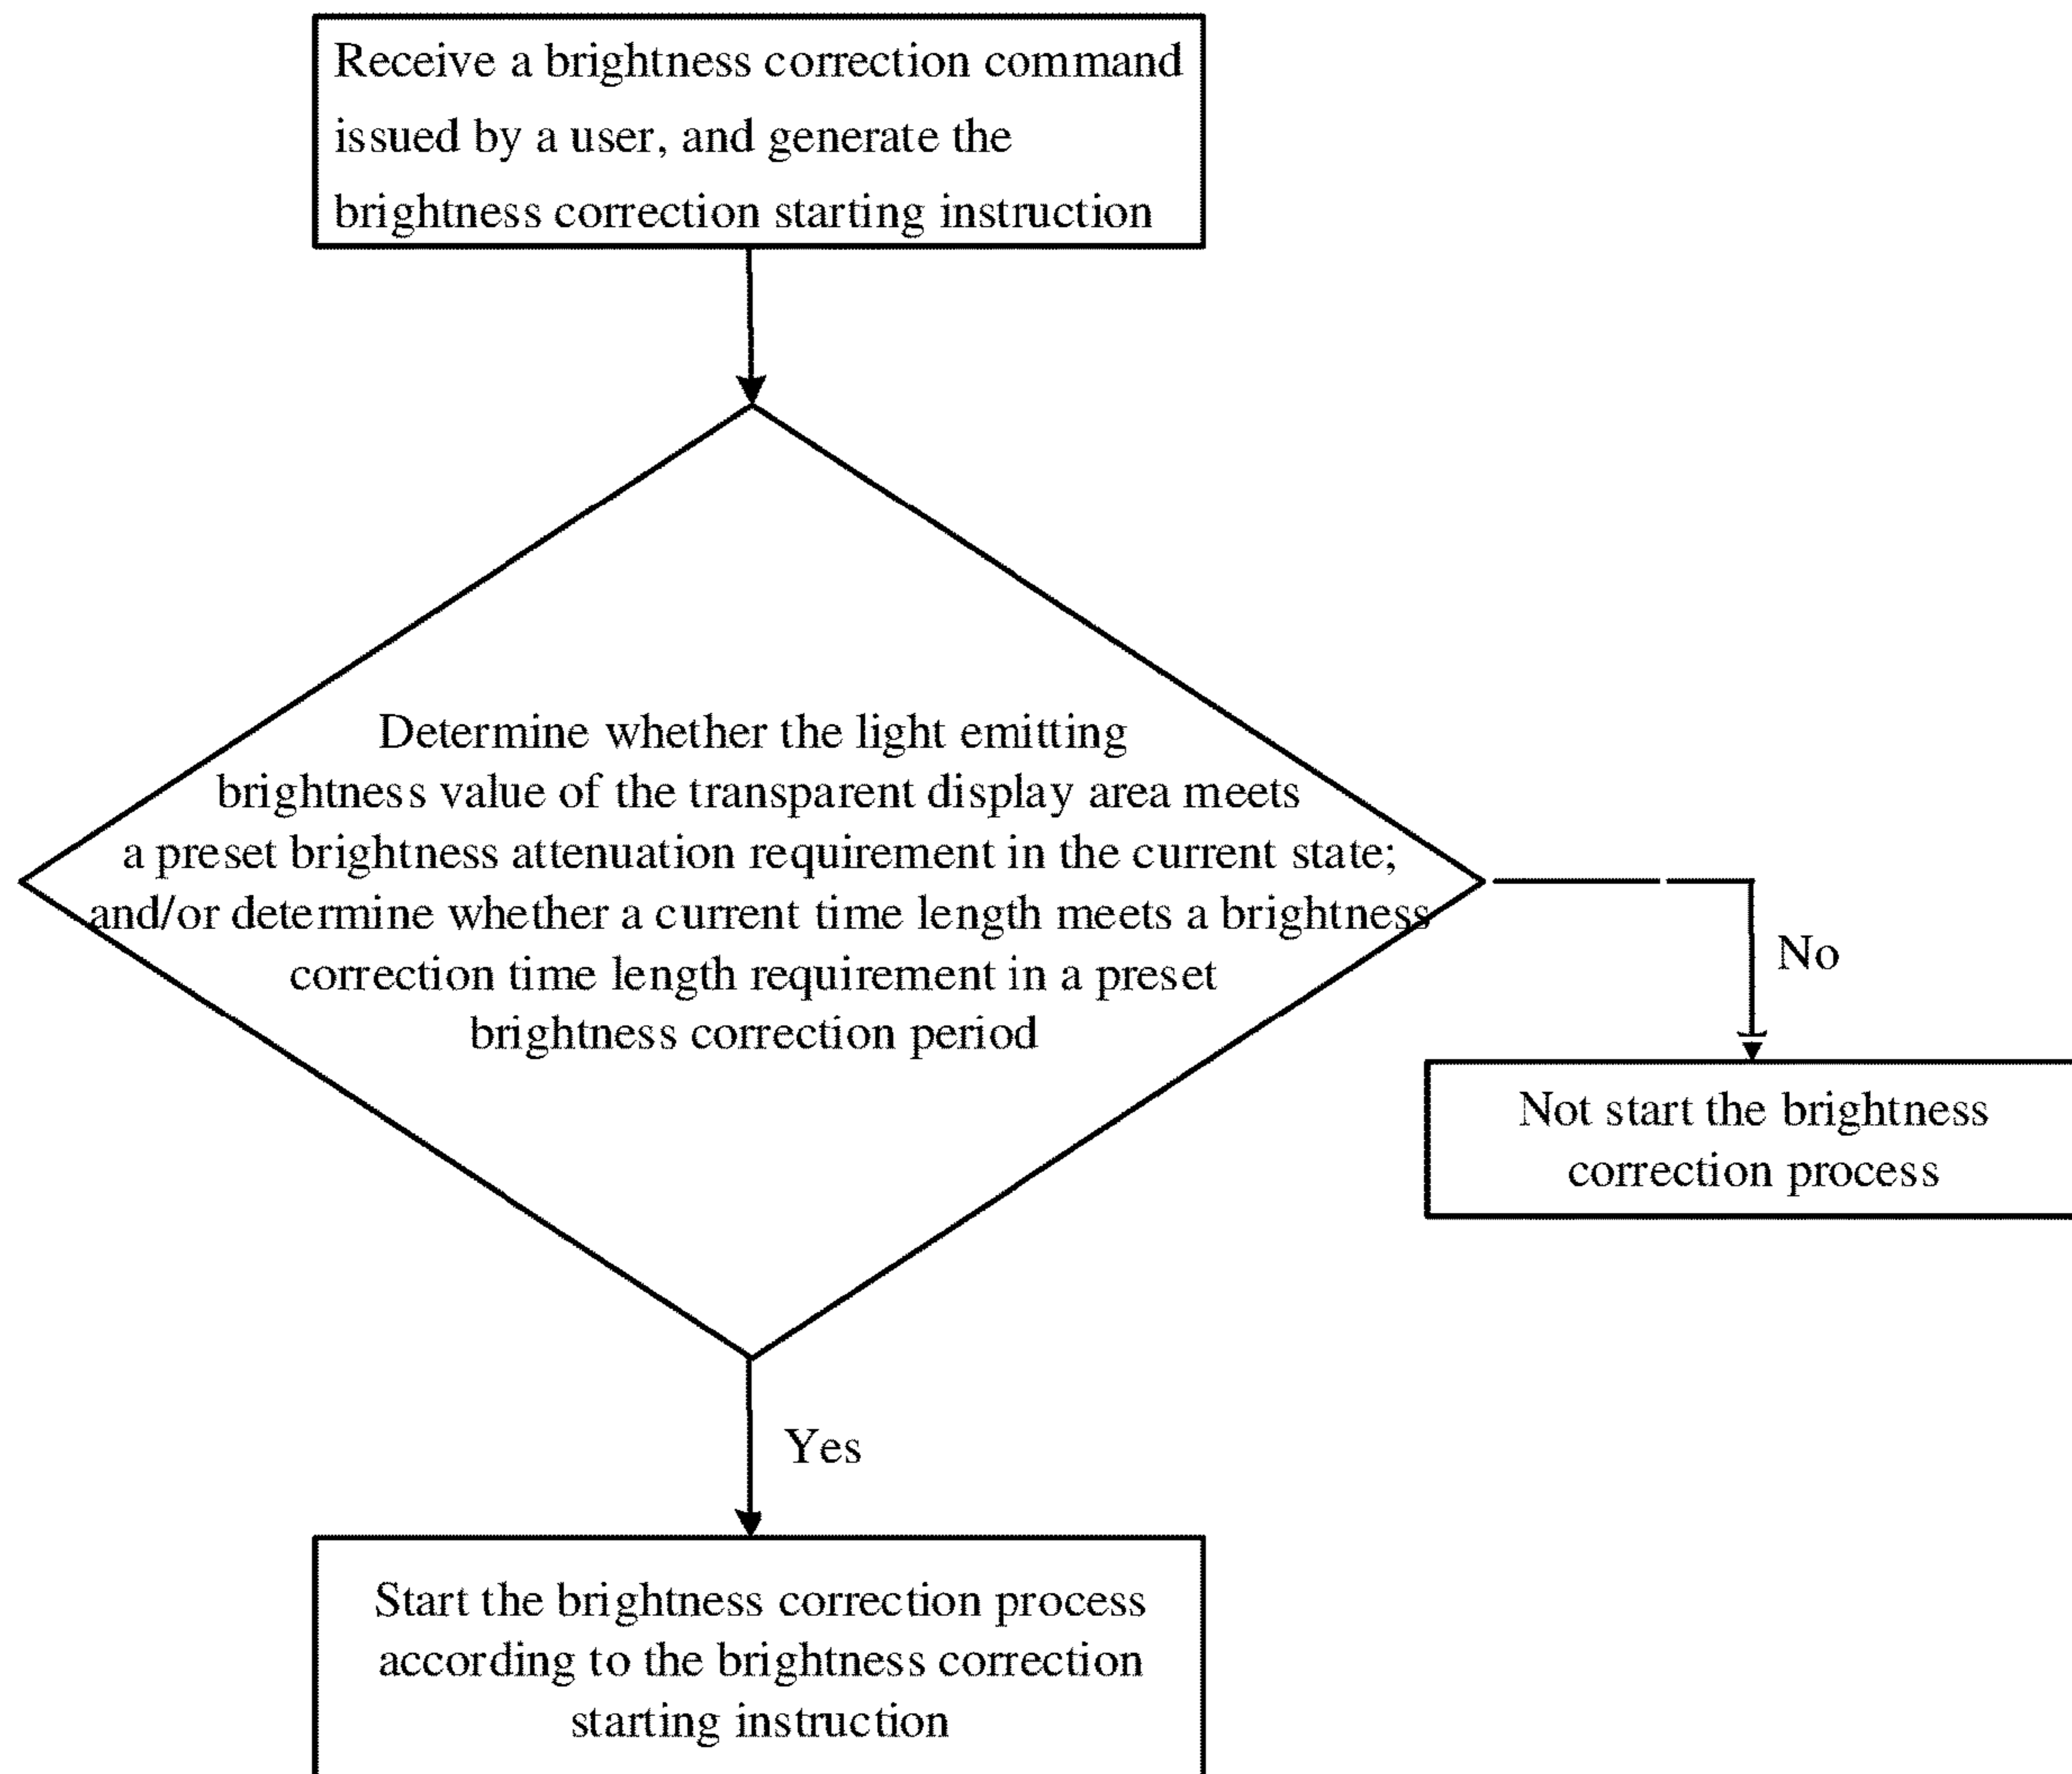 Receive a brightness correction command
issued by a user, and generate the
brightness correction starting instruction
Determine whether the light emitting
brightness value of the transparent display area meets
a preset brightness attenuation requirement in the current state;
and/or determine whether a current time length meets a brightness
correction time length requirement in a preset
brightness correction period
No
Not start the brightness
correction process
Yes
Start the brightness correction process
according to the brightness correction
starting instruction